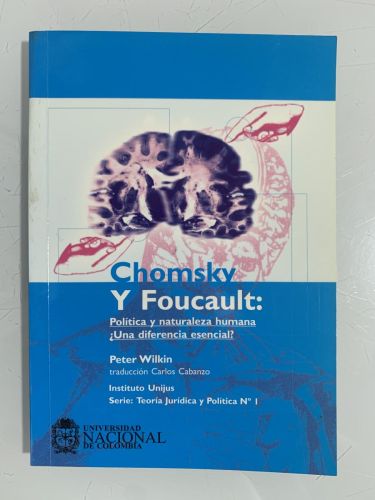 Chomsky
Y Foucault:
Política y naturaleza humana
¿Una diferencia esencial?
Peter Wilkin
traducción Carlos Cabanzo
Instituto Unijus
Serie: Teoría Jurídica y Política Nº 1
UNIVERSIDAD
NACIONAL
DE COLOMBIA